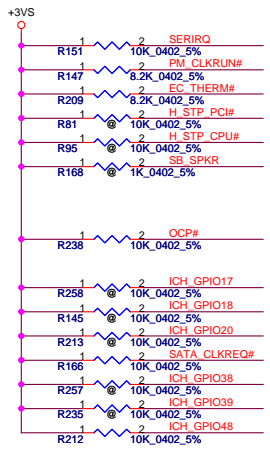 +3VS
1 2 SERIRQ
R151 10K_0402_5%
1 2 PM_CLKRUN#
R147 8.2K_0402_5%
1 2 EC_THERM#
R209 8.2K_0402_5%
1 2 H_STP_PCI#
R81 @ 10K_0402_5%
1 2 H_STP_CPU#
R95 @ 10K_0402_5%
1 2 SB_SPKR
R168 @ 1K_0402_5%
1 2 OCP#
R238 10K_0402_5%
1 2 ICH_GPIO17
R258 @ 10K_0402_5%
1 2 ICH_GPIO18
R145 @ 10K_0402_5%
1 2 ICH_GPIO20
R213 @ 10K_0402_5%
1 2 SATA_CLKREQ#
R166 10K_0402_5%
1 2 ICH_GPIO38
R257 @ 10K_0402_5%
1 2 ICH_GPIO39
R235 @ 10K_0402_5%
1 2 ICH_GPIO48
R212 10K_0402_5%